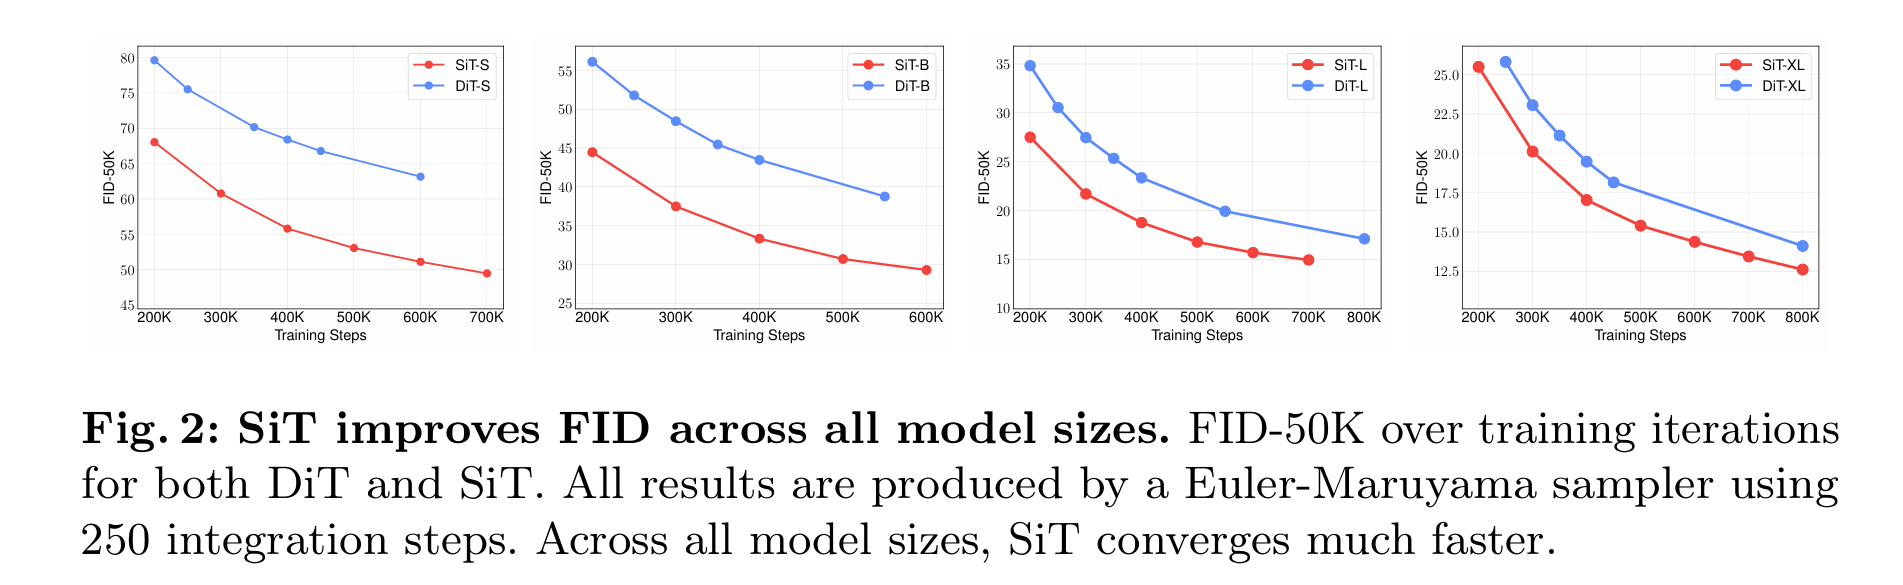 80
75
70
65
60
55
50
45
FID-50K
SiT-S
DiT-S
200K 300K 400K 500K 600K 700K
Training Steps
55
50
45
40
35
30
25
FID-50K
SiT-B
DiT-B
200K 300K 400K 500K 600K
Training Steps
35
30
25
20
15
10
FID-50K
SiT-L
DiT-L
200K 300K 400K 500K 600K 700K 800K
Training Steps
25.0
22.5
20.0
17.5
15.0
12.5
FID-50K
SiT-XL
DiT-XL
200K 300K 400K 500K 600K 700K 800K
Training Steps
Fig. 2: SiT improves FID across all model sizes. FID-50K over training iterations
for both DiT and SiT. All results are produced by a Euler-Maruyama sampler using
250 integration steps. Across all model sizes, SiT converges much faster.